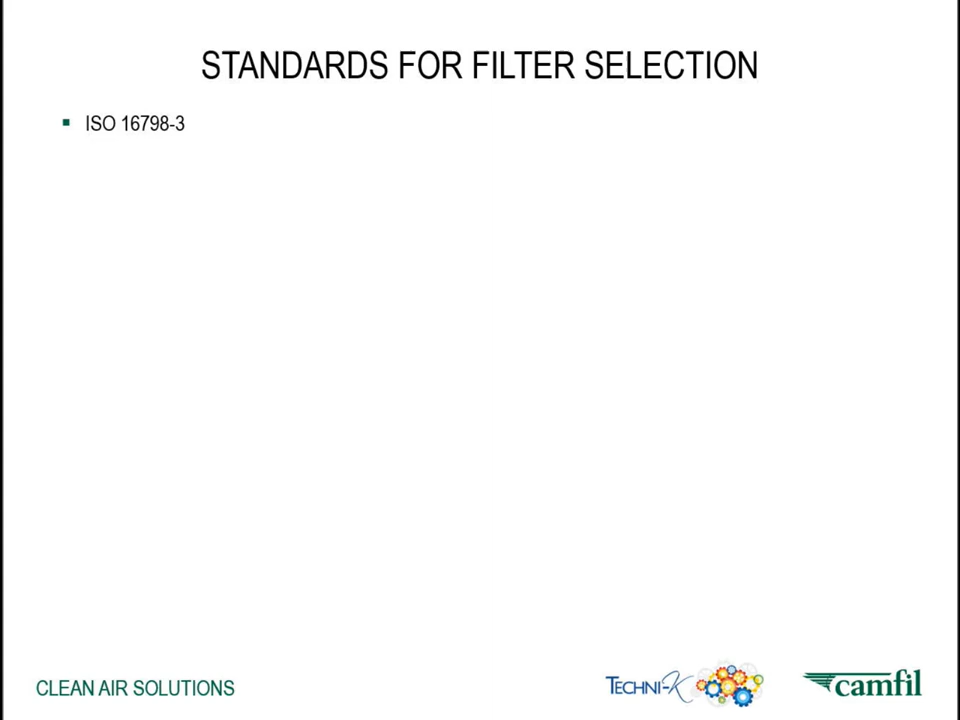 STANDARDS FOR FILTER SELECTION
ISO 16798-3
CLEAN AIR SOLUTIONS
TECHNI-K
camfil